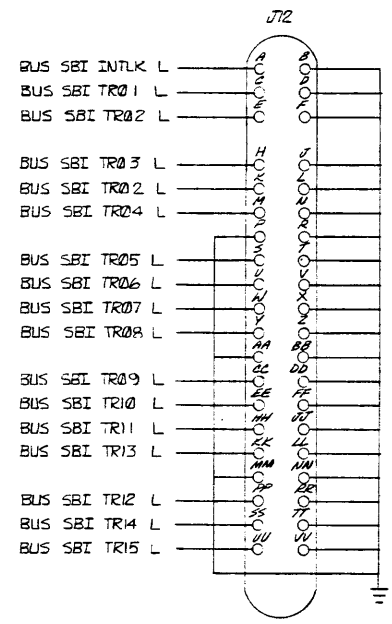 J12
A B
BUS SBI INTLK L
C D
BUS SBI TRØ1 L
E F
BUS SBI TRØ2 L
H J
BUS SBI TRØ3 L
K L
BUS SBI TRØ2 L
M N
BUS SBI TRØ4 L
P R
S T
BUS SBI TRØ5 L
U V
BUS SBI TRØ6 L
W X
BUS SBI TRØ7 L
Y Z
BUS SBI TRØ8 L
AA BB
CC DD
BUS SBI TRØ9 L
EE FF
BUS SBI TR1Ø L
HH JJ
BUS SBI TR11 L
KK LL
BUS SBI TR13 L
MM NN
PP RR
BUS SBI TR12 L
SS TT
BUS SBI TR14 L
UU VV
BUS SBI TR15 L